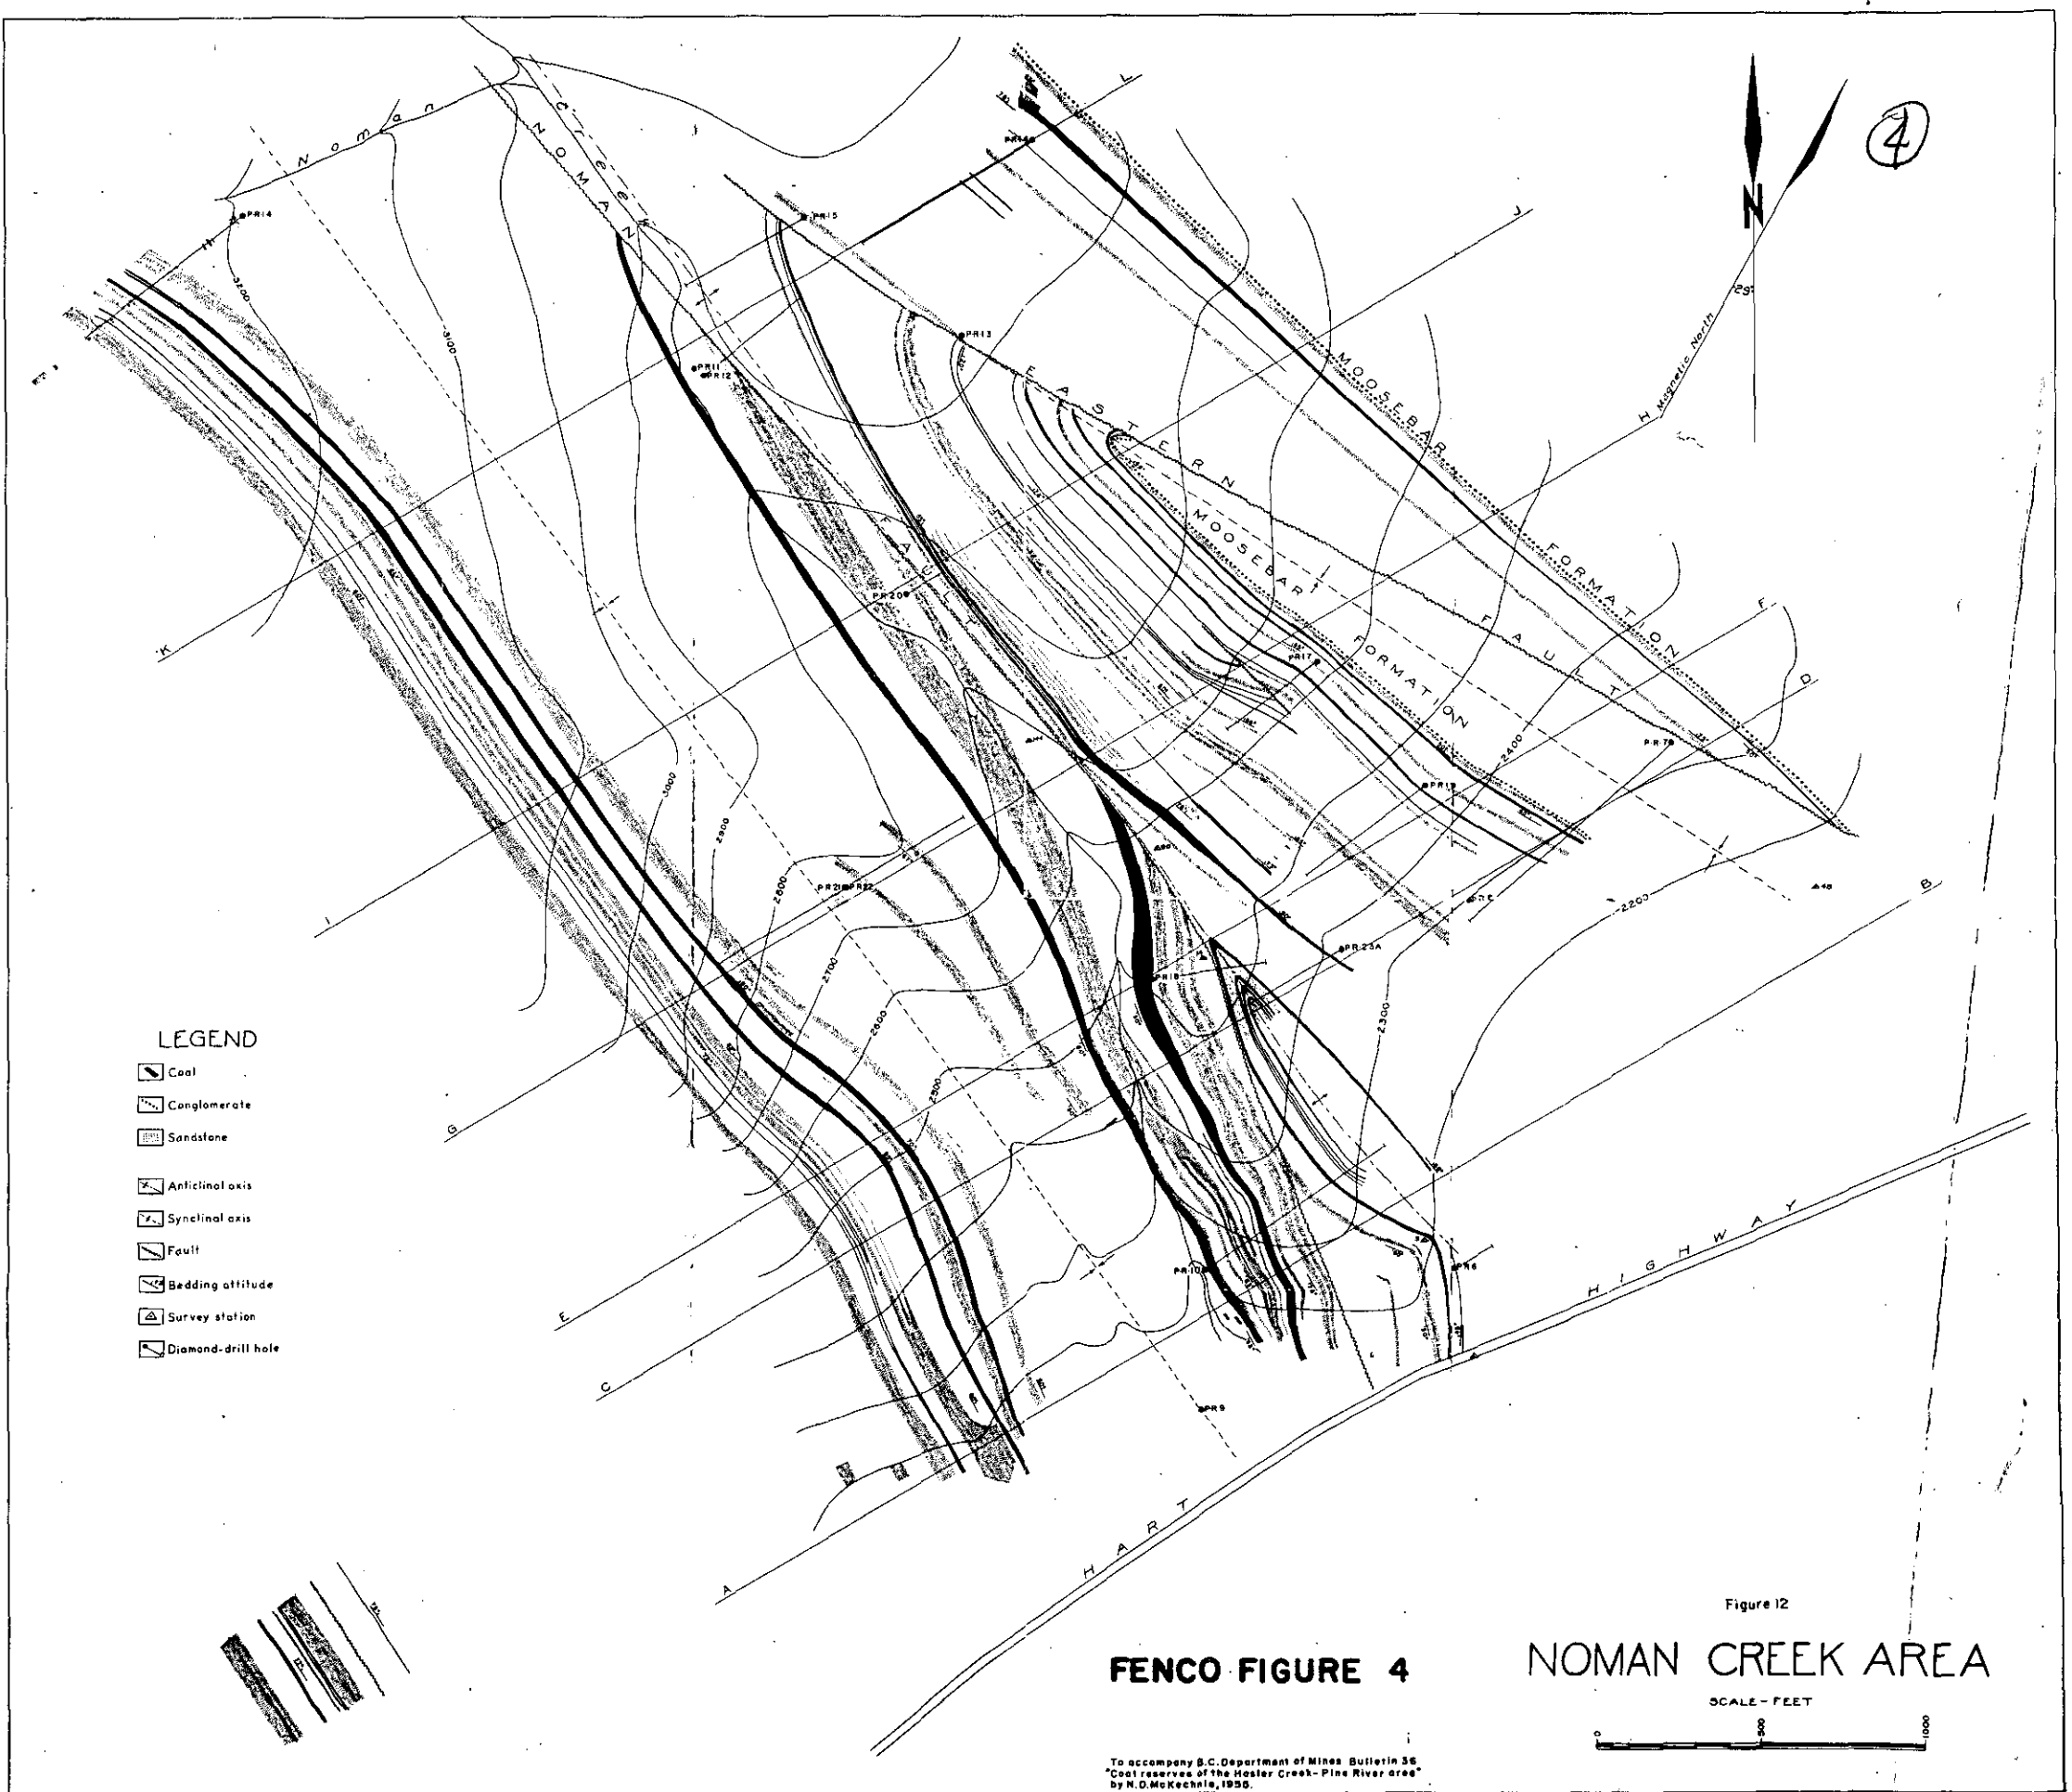 4
N
29°
Magnetic North
Noman
Creek
NOMAN
FAULT
EASTERN
FAULT
MOOSEBAR
FORMATION
MOOSEBAR
FORMATION
L
J
H
F
D
B
K
I
G
E
C
A
PR14
PR15
PR13
PR11
PR12
PR20
PR17
PR19
PR7
PR21
PR22
PR18
PR23A
PR10
PR6
PR9
3200
3100
3000
2900
2800
2700
2600
2500
2400
2300
2200
HART HIGHWAY
LEGEND
Coal
Conglomerate
Sandstone
Anticlinal axis
Synclinal axis
Fault
Bedding attitude
Survey station
Diamond-drill hole
FENCO FIGURE 4
Figure 12
NOMAN CREEK AREA
SCALE - FEET
0 500 1000
To accompany B.C. Department of Mines Bulletin 36
"Coal reserves of the Hasler Creek - Pine River area"
by N.D. McKechnie, 1955.